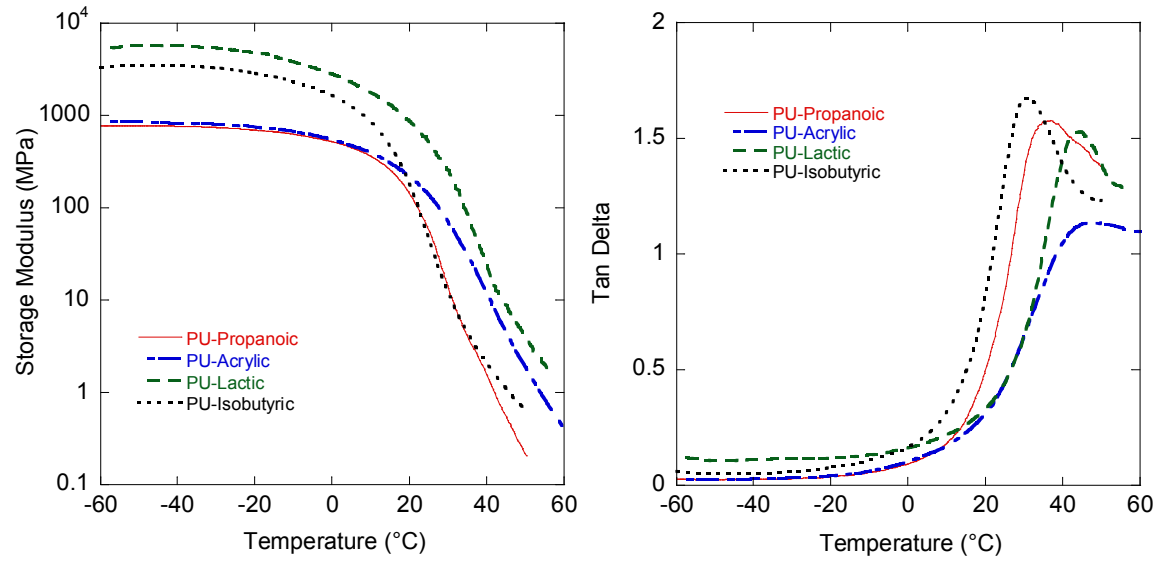 10⁴
1000
100
10
1
0.1
Storage Modulus (MPa)
PU-Propanoic
PU-Acrylic
PU-Lactic
PU-Isobutyric
-60 -40 -20 0 20 40 60
Temperature (°C)
2
1.5
1
0.5
0
Tan Delta
PU-Propanoic
PU-Acrylic
PU-Lactic
PU-Isobutyric
-60 -40 -20 0 20 40 60
Temperature (°C)